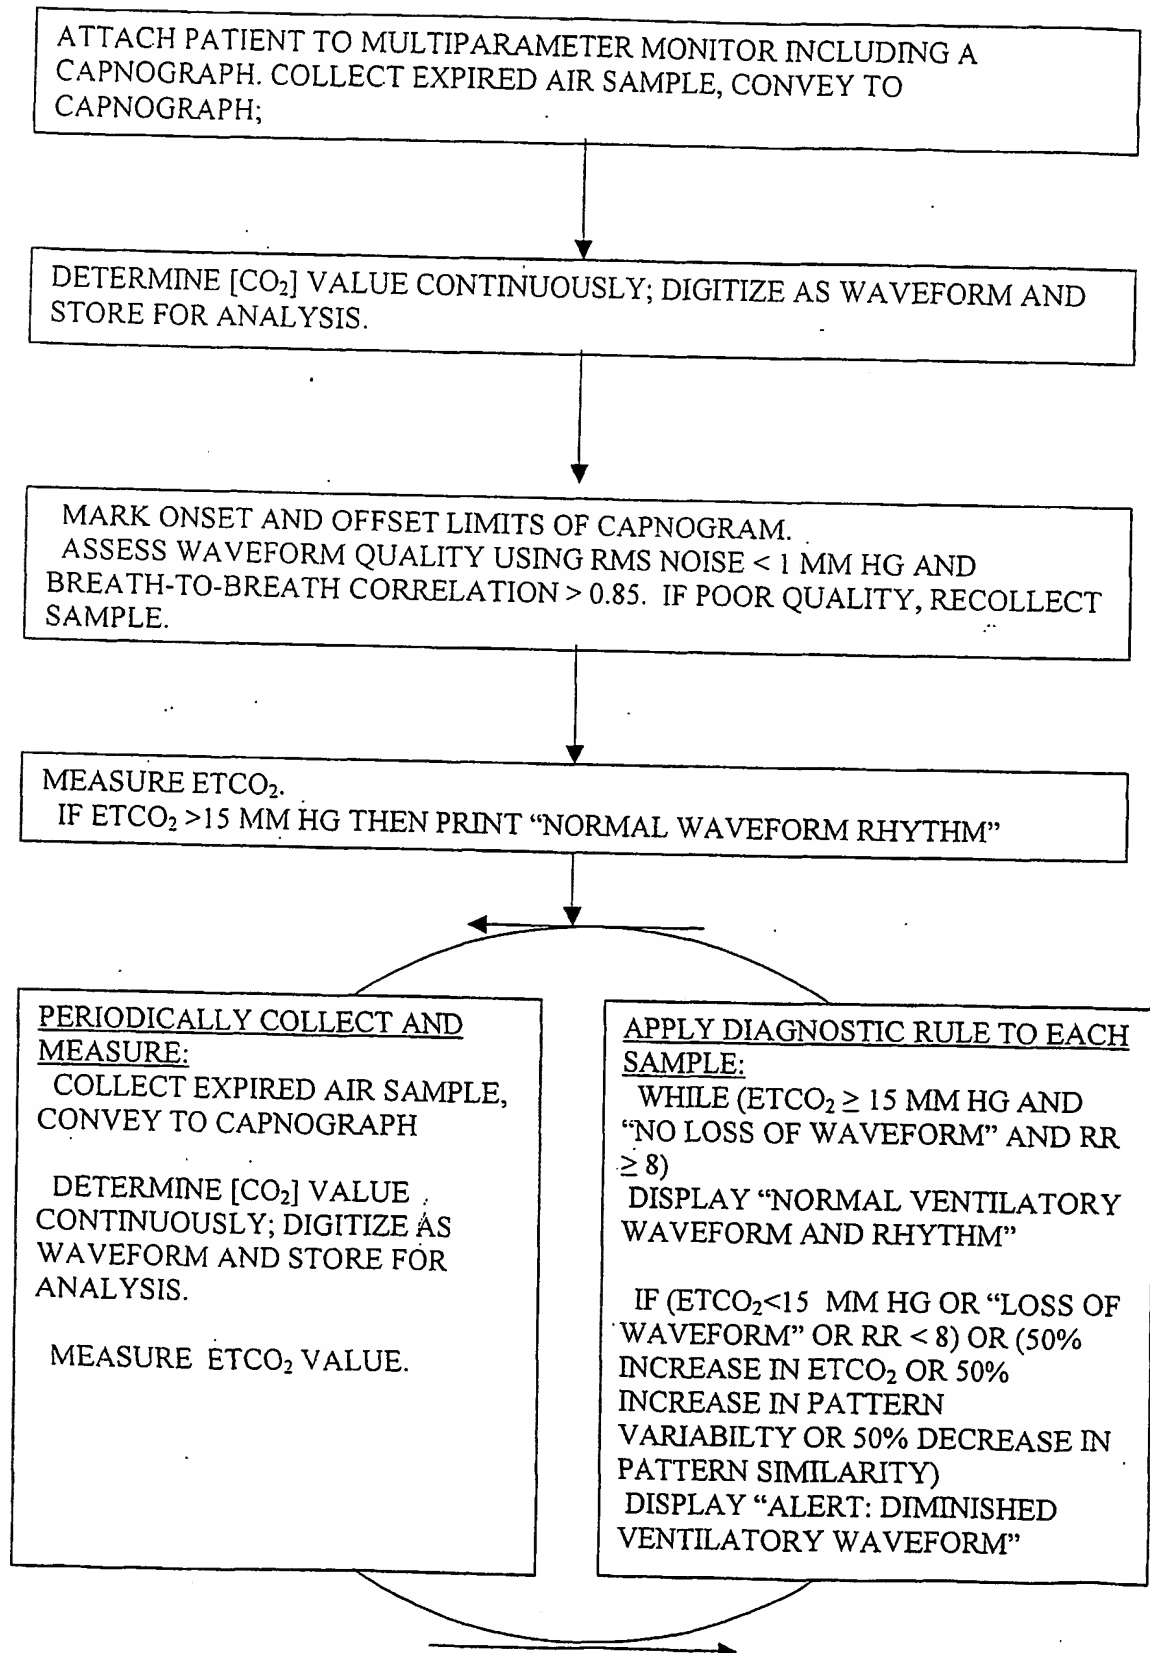 ATTACH PATIENT TO MULTIPARAMETER MONITOR INCLUDING A
CAPNOGRAPH. COLLECT EXPIRED AIR SAMPLE, CONVEY TO
CAPNOGRAPH;
DETERMINE [CO₂] VALUE CONTINUOUSLY; DIGITIZE AS WAVEFORM AND
STORE FOR ANALYSIS.
MARK ONSET AND OFFSET LIMITS OF CAPNOGRAM.
ASSESS WAVEFORM QUALITY USING RMS NOISE < 1 MM HG AND
BREATH-TO-BREATH CORRELATION > 0.85. IF POOR QUALITY, RECOLLECT
SAMPLE.
MEASURE ETCO₂.
IF ETCO₂ >15 MM HG THEN PRINT “NORMAL WAVEFORM RHYTHM”
PERIODICALLY COLLECT AND
MEASURE:
COLLECT EXPIRED AIR SAMPLE,
CONVEY TO CAPNOGRAPH
DETERMINE [CO₂] VALUE
CONTINUOUSLY; DIGITIZE AS
WAVEFORM AND STORE FOR
ANALYSIS.
MEASURE ETCO₂ VALUE.
APPLY DIAGNOSTIC RULE TO EACH
SAMPLE:
WHILE (ETCO₂ ≥ 15 MM HG AND
“NO LOSS OF WAVEFORM” AND RR
≥ 8)
DISPLAY “NORMAL VENTILATORY
WAVEFORM AND RHYTHM”
IF (ETCO₂<15 MM HG OR “LOSS OF
WAVEFORM” OR RR < 8) OR (50%
INCREASE IN ETCO₂ OR 50%
INCREASE IN PATTERN
VARIABILTY OR 50% DECREASE IN
PATTERN SIMILARITY)
DISPLAY “ALERT: DIMINISHED
VENTILATORY WAVEFORM”